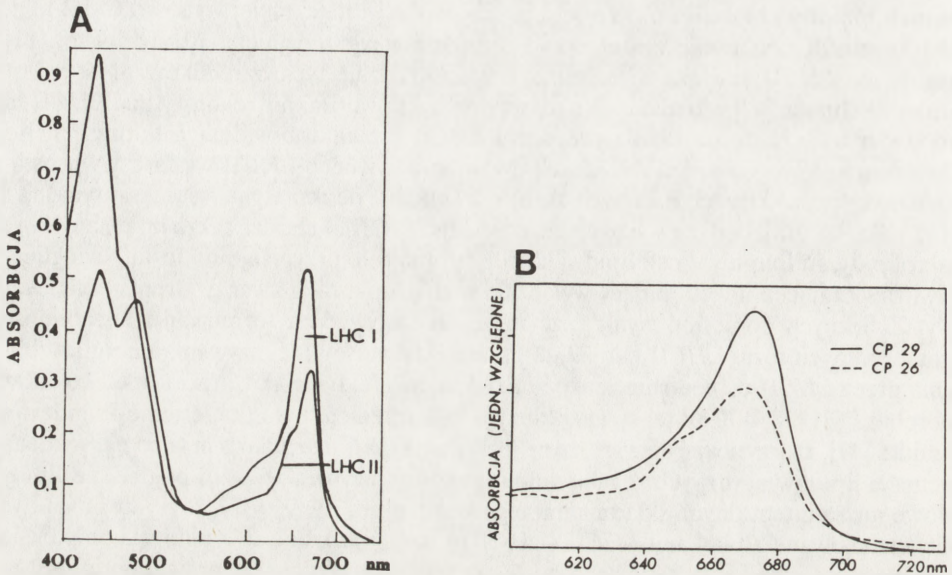 A
ABSORBCJA
0,9
0,8
0,7
0,6
0,5
0,4
0,3
0,2
0,1
LHC I
LHC II
400 500 600 700 nm
B
ABSORBCJA (JEDN. WZGLĘDNE)
CP 29
CP 26
620 640 660 680 700 720 nm